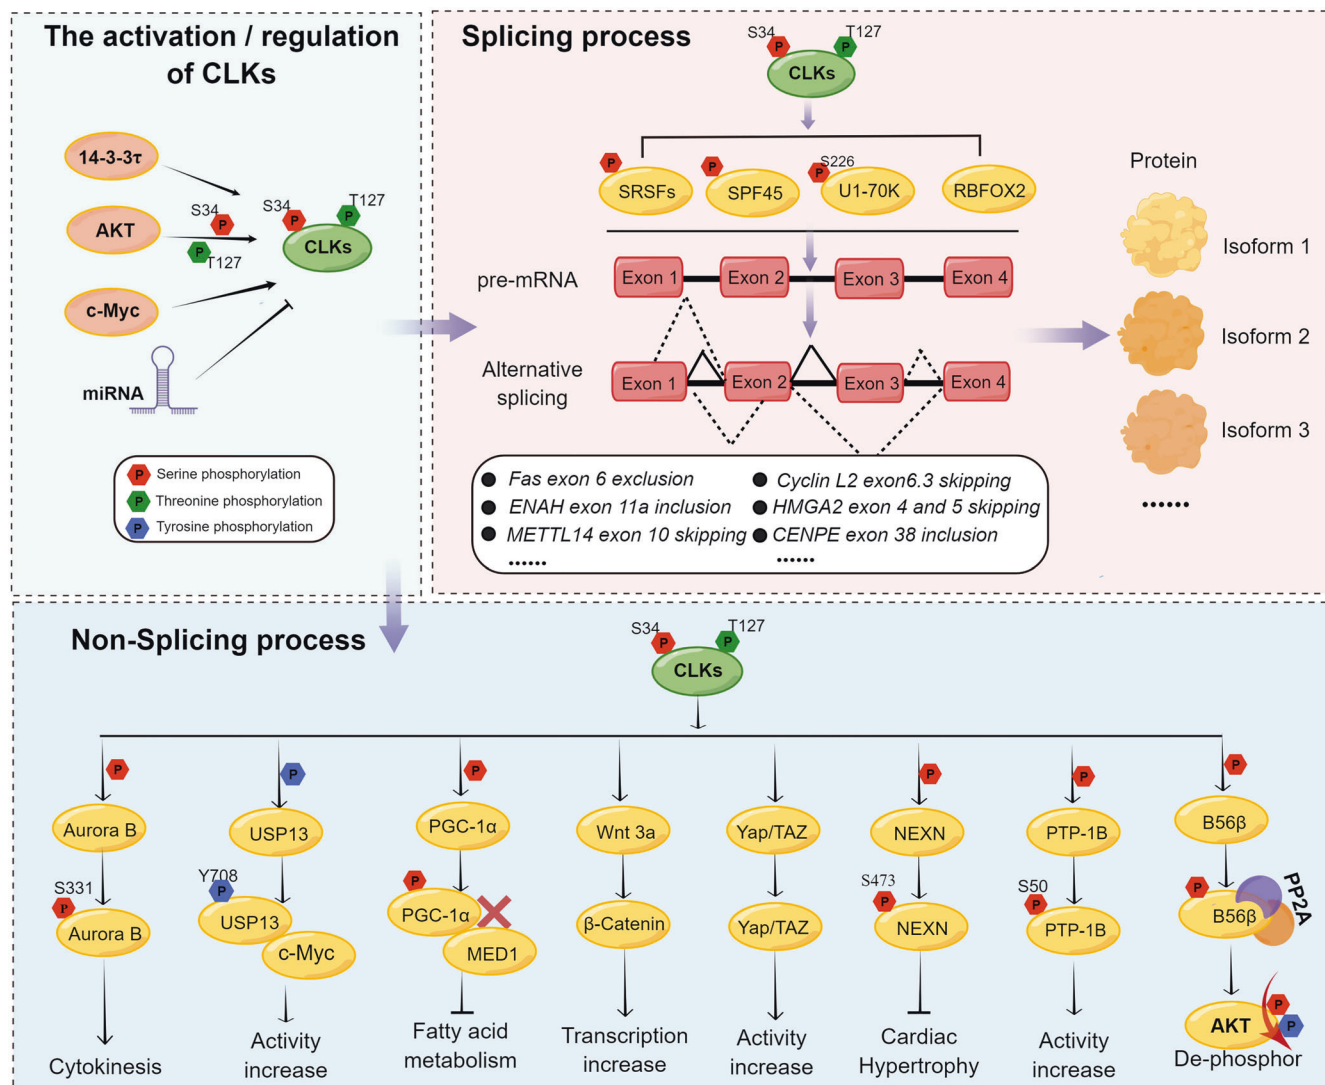 The activation / regulation
of CLKs
14-3-3τ
AKT
S34
P
P
T127
c-Myc
miRNA
S34
P
T127
P
CLKs
P Serine phosphorylation
P Threonine phosphorylation
P Tyrosine phosphorylation
Splicing process
S34
P
T127
P
CLKs
P
SRSFs
P
SPF45
S226
P
U1-70K
RBFOX2
pre-mRNA
Exon 1 Exon 2 Exon 3 Exon 4
Alternative
splicing
Exon 1 Exon 2 Exon 3 Exon 4
Fas exon 6 exclusion
ENAH exon 11a inclusion
METTL14 exon 10 skipping
......
Cyclin L2 exon6.3 skipping
HMGA2 exon 4 and 5 skipping
CENPE exon 38 inclusion
......
Protein
Isoform 1
Isoform 2
Isoform 3
......
Non-Splicing process
S34
P
T127
P
CLKs
P
Aurora B
S331
P
Aurora B
Cytokinesis
P
USP13
Y708
P
USP13
c-Myc
Activity
increase
P
PGC-1α
P
PGC-1α
MED1
Fatty acid
metabolism
Wnt 3a
β-Catenin
Transcription
increase
Yap/TAZ
Yap/TAZ
Activity
increase
P
NEXN
S473
P
NEXN
Cardiac
Hypertrophy
P
PTP-1B
S50
P
PTP-1B
Activity
increase
P
B56β
P
B56β
PP2A
AKT
P
P
De-phosphor